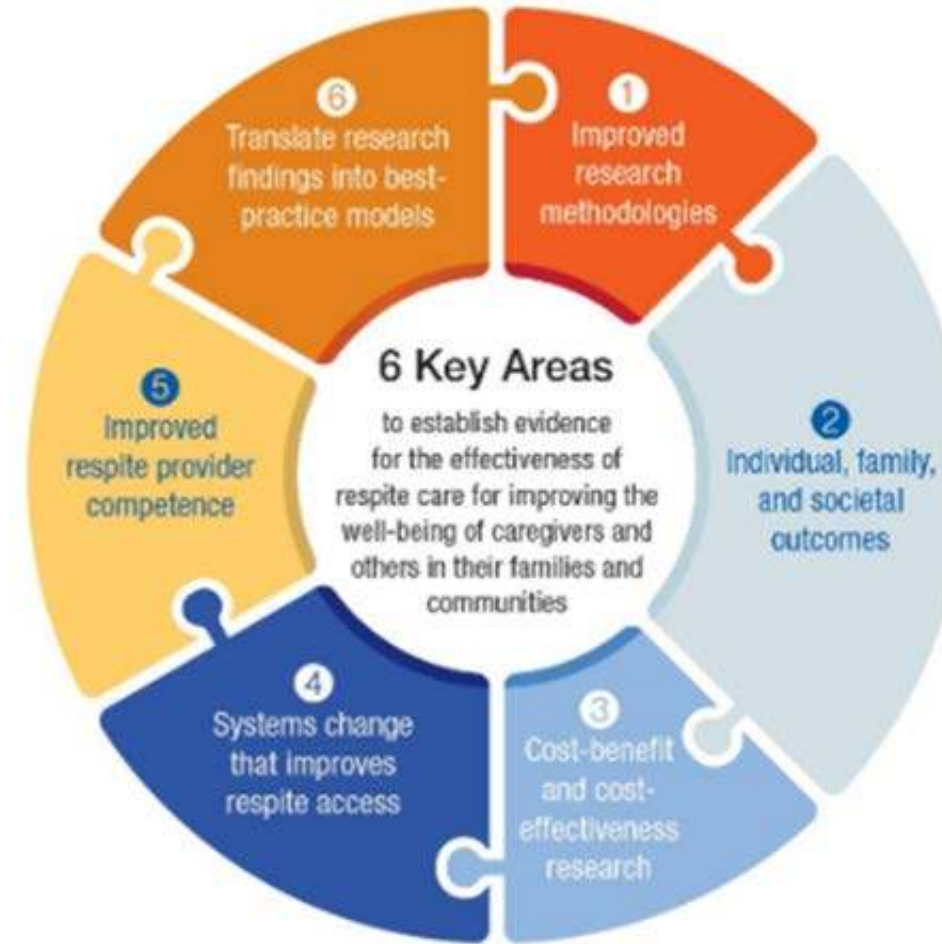 6 Key Areas
to establish evidence
for the effectiveness of
respite care for improving the
well-being of caregivers and
others in their families and
communities
1
Improved
research
methodologies
2
Individual, family,
and societal
outcomes
3
Cost-benefit
and cost-
effectiveness
research
4
Systems change
that improves
respite access
5
Improved
respite provider
competence
6
Translate research
findings into best-
practice models